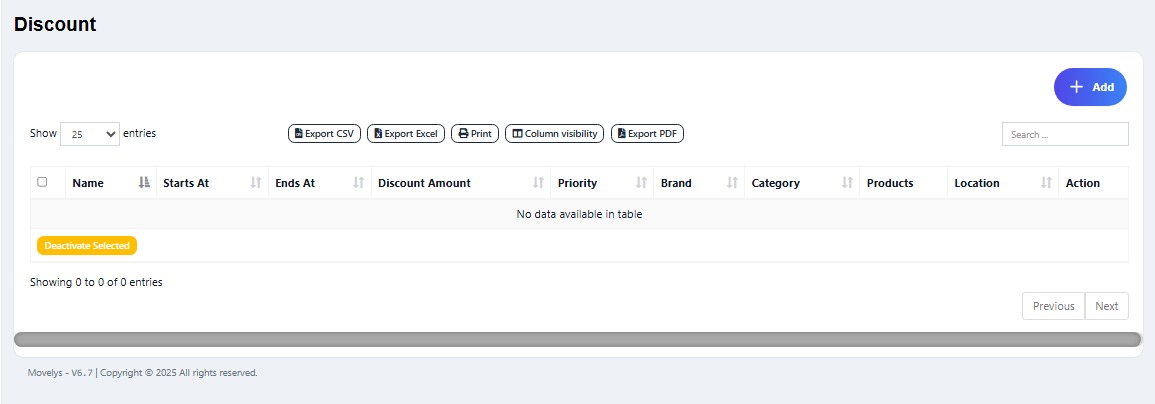 Discount
Add
Show 25 entries Export CSV Export Excel Print Column visibility Export PDF Search ...
Name Starts At Ends At Discount Amount Priority Brand Category Products Location Action
No data available in table
Deactivate Selected
Showing 0 to 0 of 0 entries
Previous Next
Movelys - V6.7 | Copyright © 2025 All rights reserved.